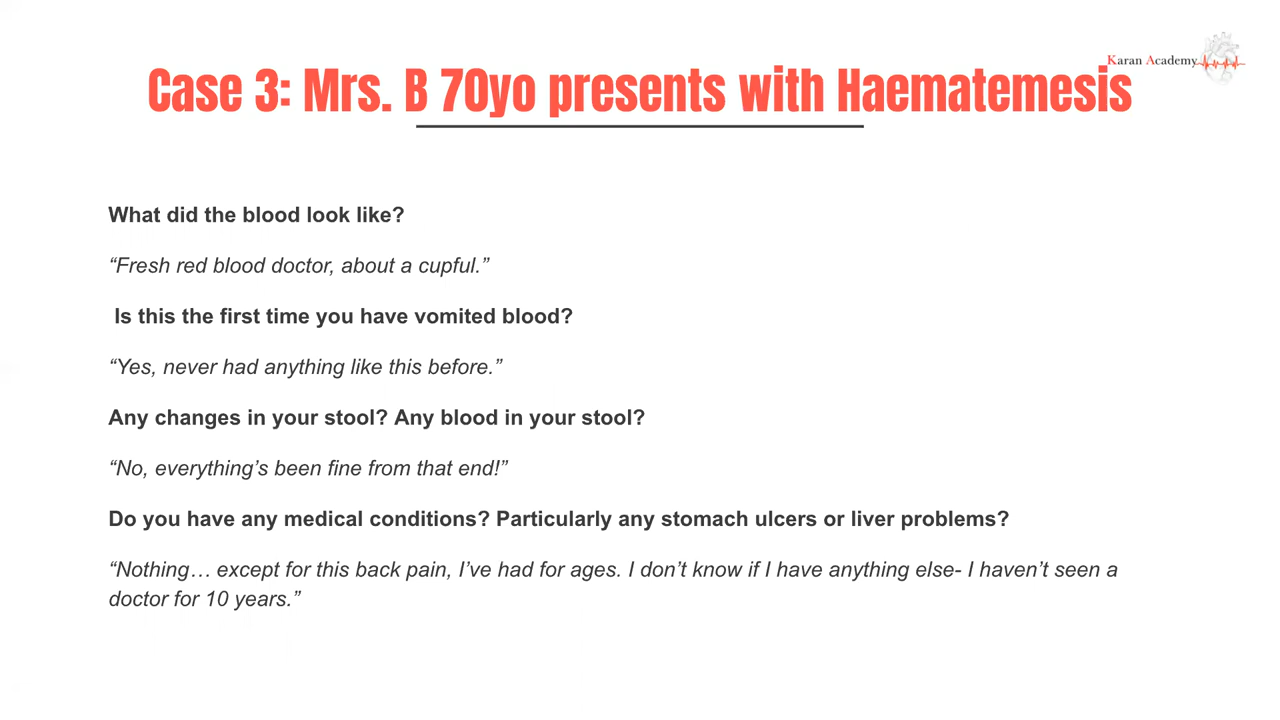 Karan Academy
Case 3: Mrs. B 70yo presents with Haematemesis
What did the blood look like?
“Fresh red blood doctor, about a cupful.”
Is this the first time you have vomited blood?
“Yes, never had anything like this before.”
Any changes in your stool? Any blood in your stool?
“No, everything’s been fine from that end!”
Do you have any medical conditions? Particularly any stomach ulcers or liver problems?
“Nothing… except for this back pain, I’ve had for ages. I don’t know if I have anything else- I haven’t seen a
doctor for 10 years.”